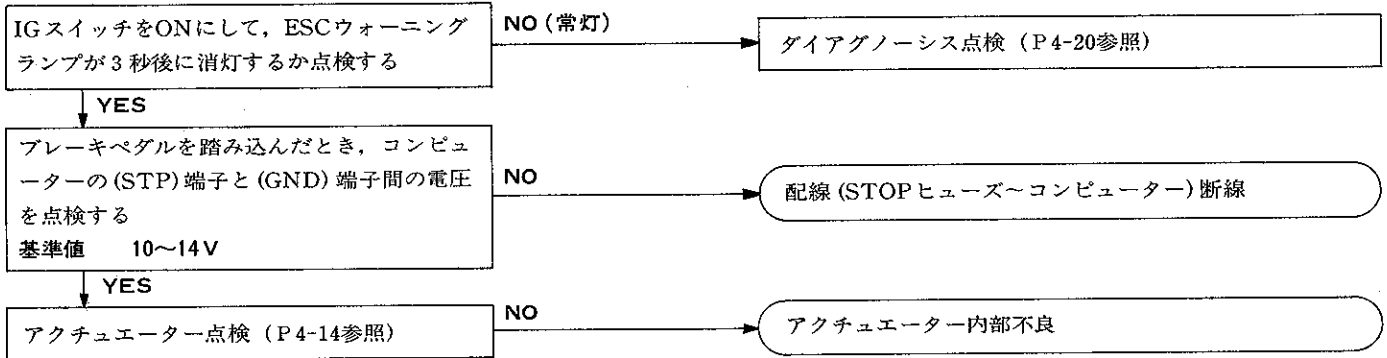 IGスイッチをONにして，ESCウォーニング
ランプが3秒後に消灯するか点検する
NO（常灯）
ダイアグノーシス点検（P4-20参照）
YES
ブレーキペダルを踏み込んだとき，コンピュ
ーターの(STP)端子と(GND)端子間の電圧
を点検する
基準値　10～14V
NO
配線(STOPヒューズ～コンピューター)断線
YES
アクチュエーター点検（P4-14参照）
NO
アクチュエーター内部不良